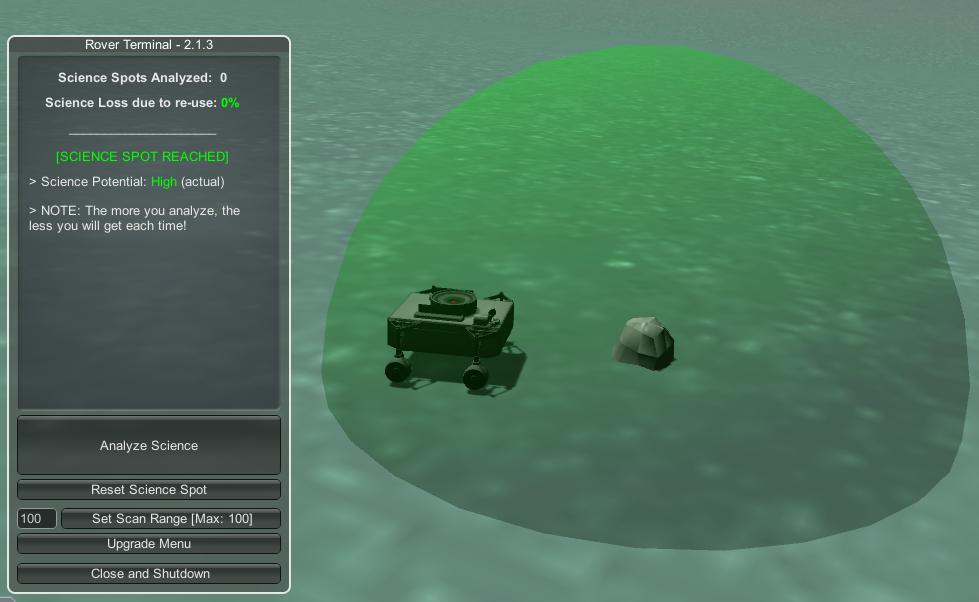 Rover Terminal - 2.1.3
Science Spots Analyzed: 0
Science Loss due to re-use: 0%
[SCIENCE SPOT REACHED]
> Science Potential: High (actual)
> NOTE: The more you analyze, the
less you will get each time!
Analyze Science
Reset Science Spot
100 Set Scan Range [Max: 100]
Upgrade Menu
Close and Shutdown